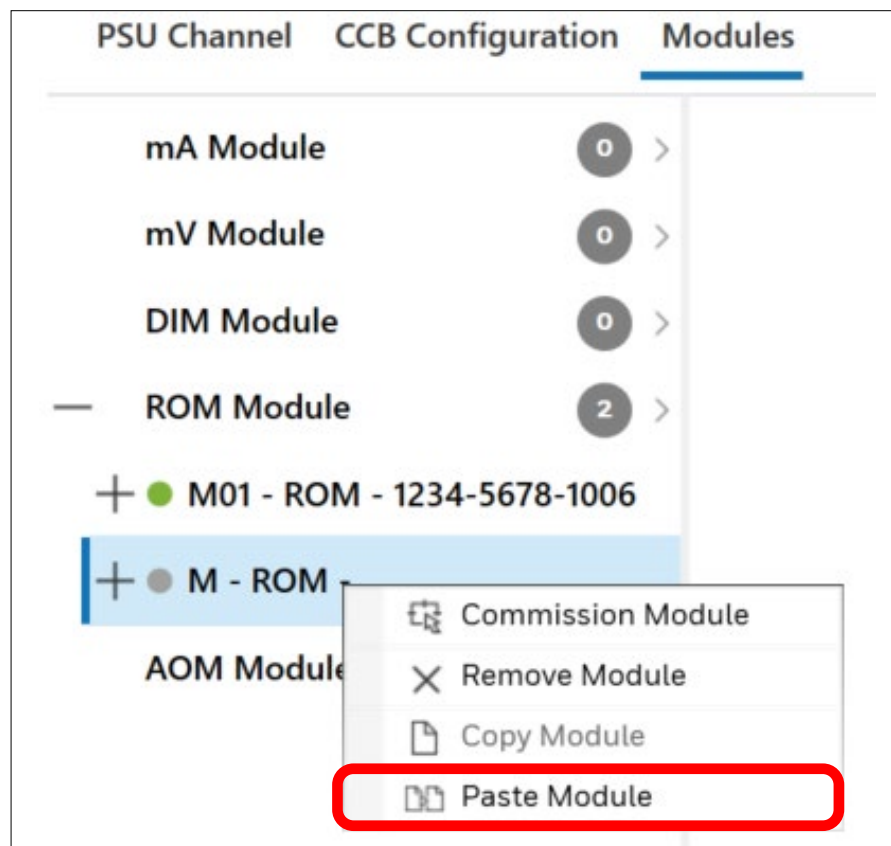 PSU Channel CCB Configuration Modules
mA Module 0
mV Module 0
DIM Module 0
ROM Module 2
M01 - ROM - 1234-5678-1006
M - ROM -
Commission Module
AOM Module
Remove Module
Copy Module
Paste Module